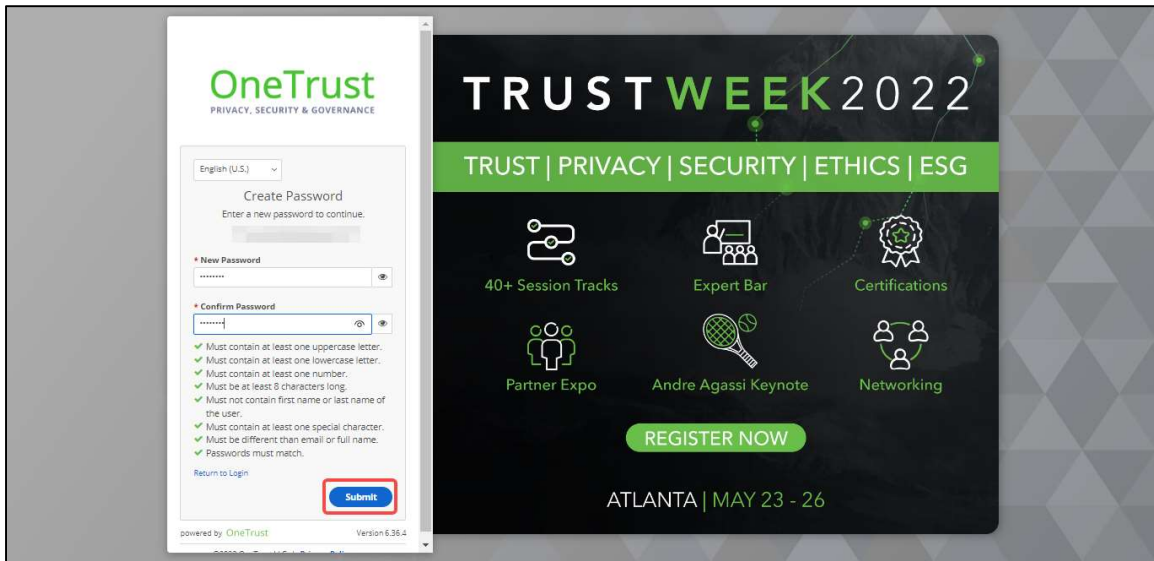 OneTrust
PRIVACY, SECURITY & GOVERNANCE
English (U.S.)
Create Password
Enter a new password to continue.
* New Password
* Confirm Password
Must contain at least one uppercase letter.
Must contain at least one lowercase letter.
Must contain at least one number.
Must be at least 8 characters long.
Must not contain first name or last name of
the user.
Must contain at least one special character.
Must be different than email or full name.
Passwords must match.
Return to Login
Submit
powered by OneTrust
Version 6.36.4
TRUST WEEK 2022
TRUST | PRIVACY | SECURITY | ETHICS | ESG
40+ Session Tracks
Expert Bar
Certifications
Partner Expo
Andre Agassi Keynote
Networking
REGISTER NOW
ATLANTA | MAY 23 - 26